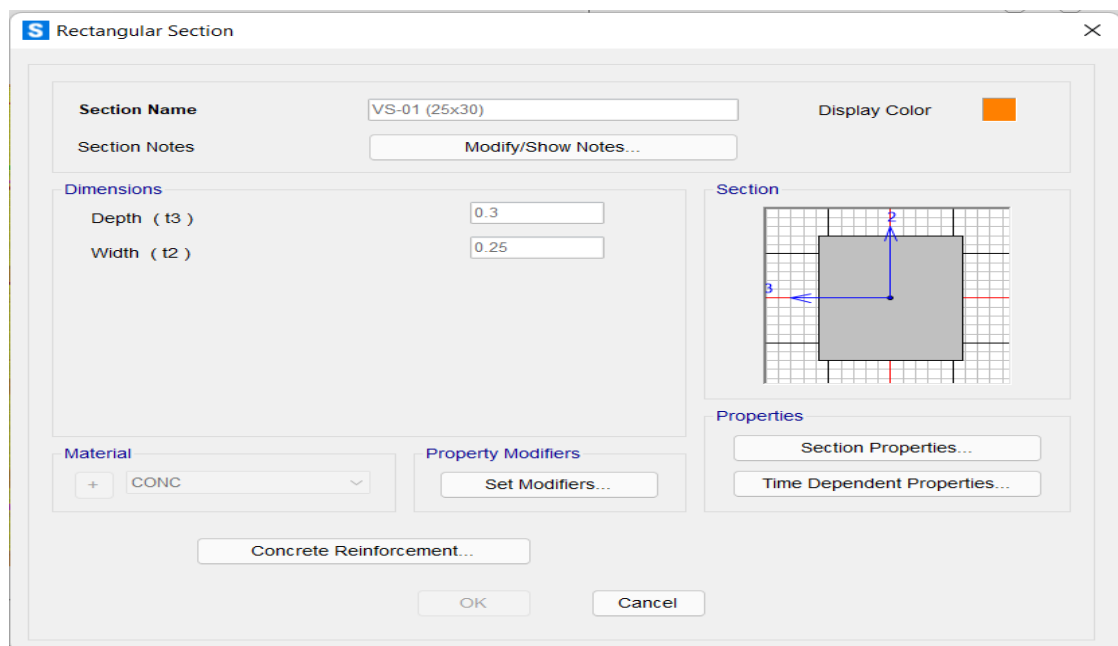 S Rectangular Section
Section Name VS-01 (25x30) Display Color
Section Notes Modify/Show Notes...
Dimensions
Depth ( t3 ) 0.3
Width ( t2 ) 0.25
Section
2
3
Properties
Section Properties...
Time Dependent Properties...
Material
+ CONC
Property Modifiers
Set Modifiers...
Concrete Reinforcement...
OK Cancel